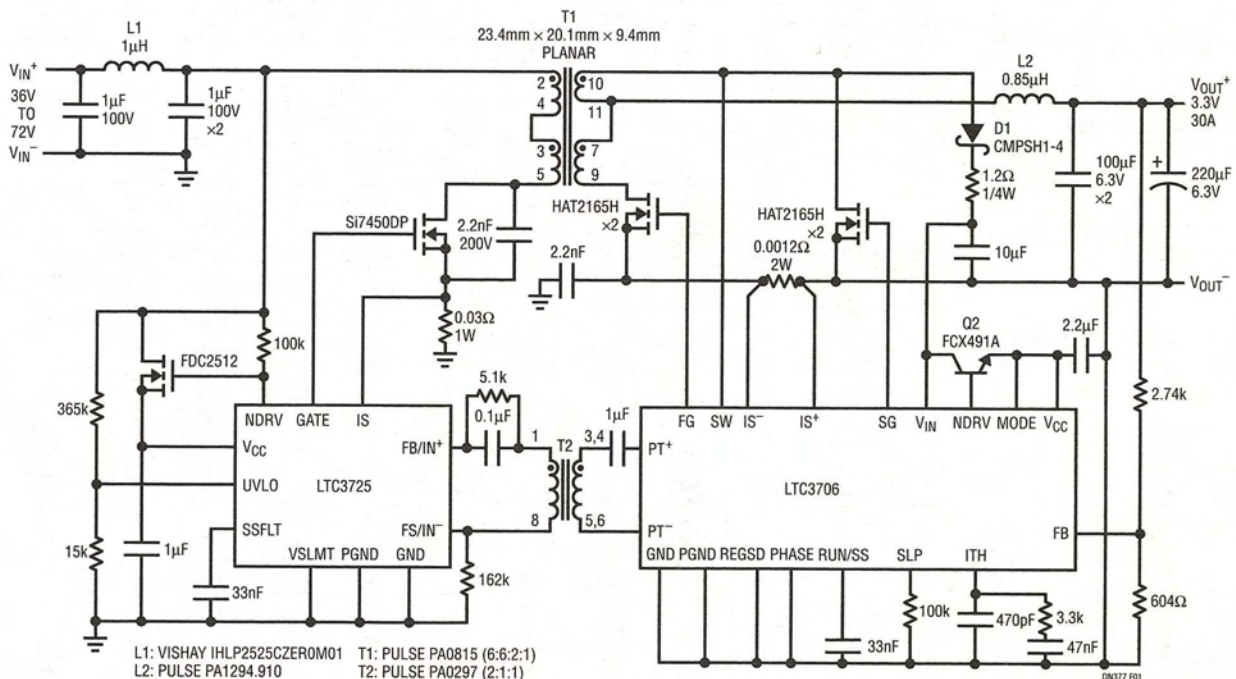 T1
23.4mm × 20.1mm × 9.4mm
PLANAR
L1
1µH
VIN+
36V
TO
72V
VIN−
1µF
100V
1µF
100V
×2
2
4
3
5
10
11
7
9
L2
0.85µH
VOUT+
3.3V
30A
D1
CMPSH1-4
1.2Ω
1/4W
100µF
6.3V
×2
+
220µF
6.3V
Si7450DP
2.2nF
200V
HAT2165H
×2
HAT2165H
×2
2.2nF
0.0012Ω
2W
10µF
VOUT−
0.03Ω
1W
Q2
FCX491A
2.2µF
FDC2512
100k
365k
5.1k
0.1µF
1µF
2.74k
NDRV GATE IS
FG SW IS− IS+ SG VIN NDRV MODE VCC
VCC
FB/IN+
1
T2
3,4
PT+
UVLO
LTC3725
LTC3706
SSFLT
FS/IN−
8
5,6
PT−
FB
15k
1µF
VSLMT PGND GND
GND PGND REGSD PHASE RUN/SS SLP ITH
33nF
162k
100k
470pF
3.3k
604Ω
33nF
47nF
L1: VISHAY IHLP2525CZER0M01 T1: PULSE PA0815 (6:6:2:1)
L2: PULSE PA1294.910 T2: PULSE PA0297 (2:1:1)
DN377 F01